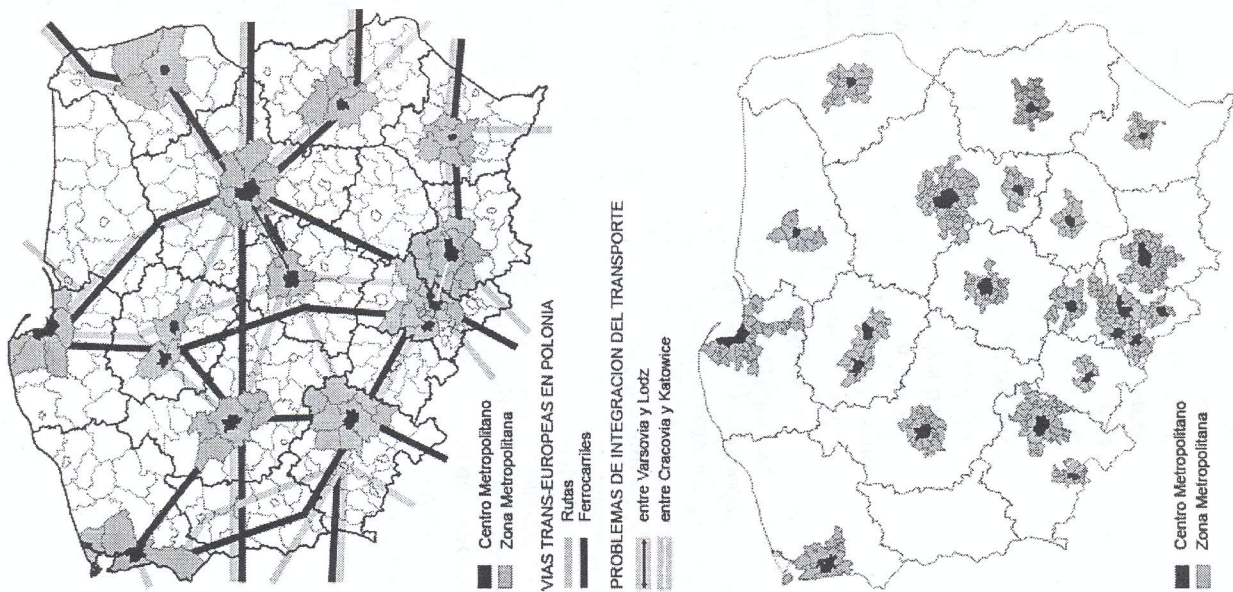 Centro Metropolitano
Zona Metropolitana
VIAS TRANS-EUROPEAS EN POLONIA
Rutas
Ferrocarriles
PROBLEMAS DE INTEGRACION DEL TRANSPORTE
entre Varsovia y Lodz
entre Cracovia y Katowice
Centro Metropolitano
Zona Metropolitana